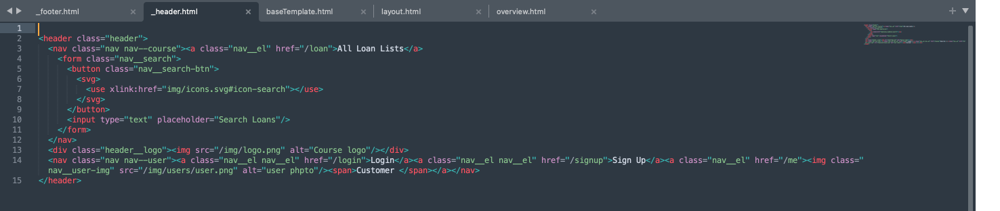 _footer.html × _header.html × baseTemplate.html × layout.html × overview.html ×
1
2 <header class="header">
3 <nav class="nav nav--course"><a class="nav__el" href="/loan">All Loan Lists</a>
4 <form class="nav__search">
5 <button class="nav__search-btn">
6 <svg>
7 <use xlink:href="img/icons.svg#icon-search"></use>
8 </svg>
9 </button>
10 <input type="text" placeholder="Search Loans"/>
11 </form>
12 </nav>
13 <div class="header__logo"><img src="/img/logo.png" alt="Course logo"/></div>
14 <nav class="nav nav--user"><a class="nav__el nav__el" href="/login">Login</a><a class="nav__el nav__el" href="/signup">Sign Up</a><a class="nav__el" href="/me"><img class="
nav__user-img" src="/img/users/user.png" alt="user phpto"/><span>Customer </span></a></nav>
15 </header>